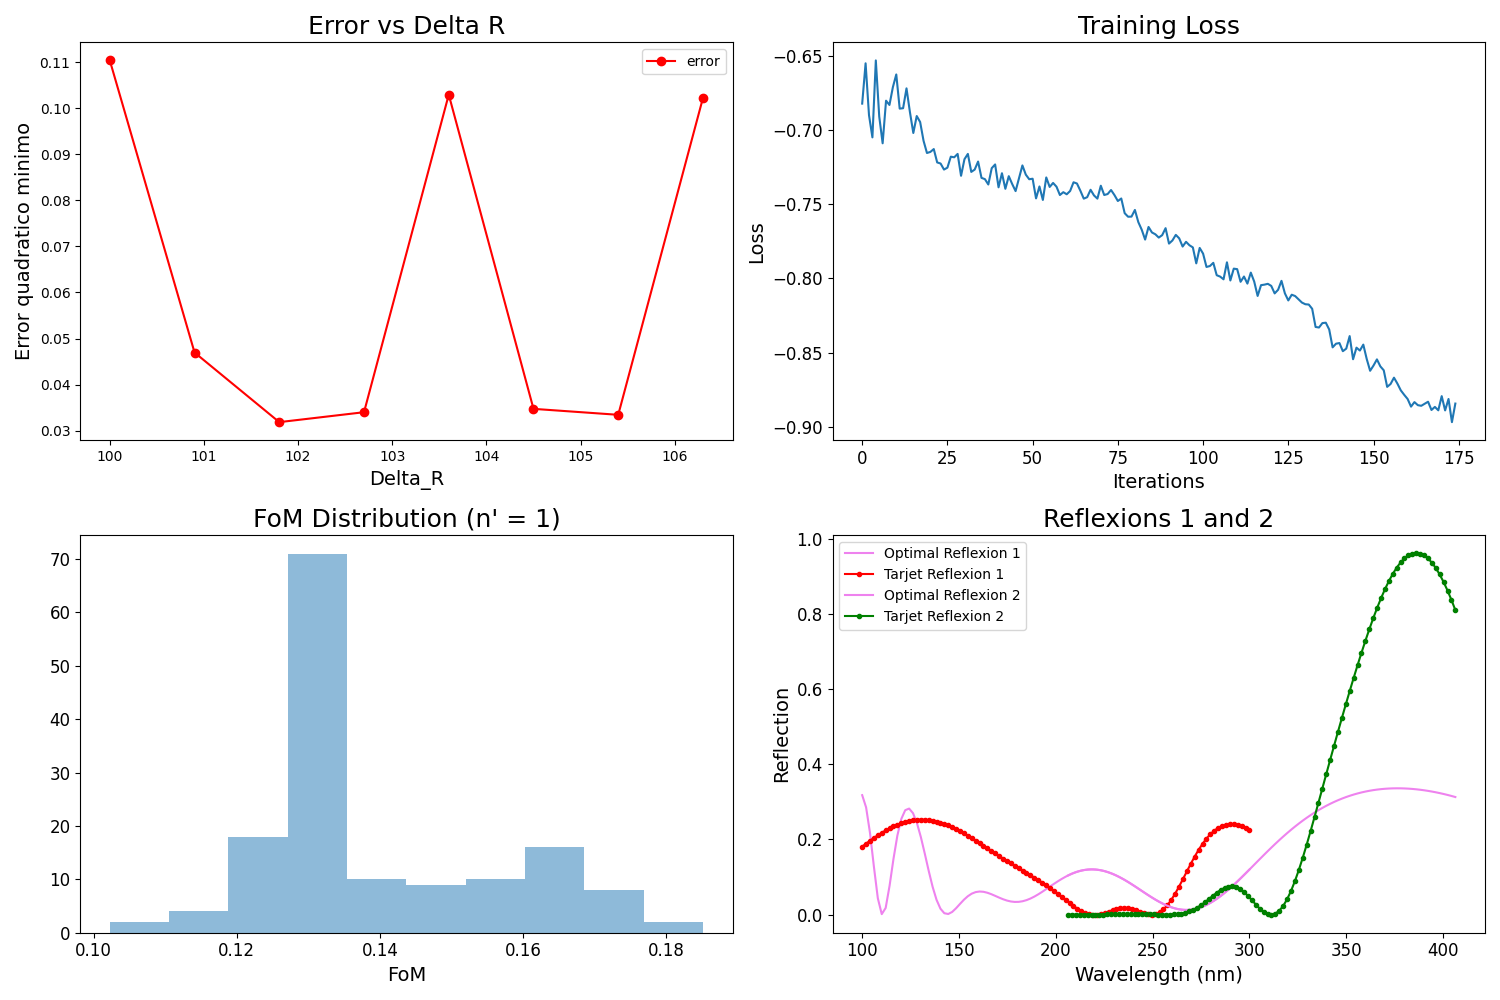 Error vs Delta R
error
0.11
0.10
0.09
0.08
0.07
0.06
0.05
0.04
0.03
Error quadratico minimo
100 101 102 103 104 105 106
Delta_R
Training Loss
−0.65
−0.70
−0.75
−0.80
−0.85
−0.90
Loss
0 25 50 75 100 125 150 175
Iterations
FoM Distribution (n' = 1)
70
60
50
40
30
20
10
0
0.10 0.12 0.14 0.16 0.18
FoM
Reflexions 1 and 2
Optimal Reflexion 1
Tarjet Reflexion 1
Optimal Reflexion 2
Tarjet Reflexion 2
1.0
0.8
0.6
0.4
0.2
0.0
Reflection
100 150 200 250 300 350 400
Wavelength (nm)